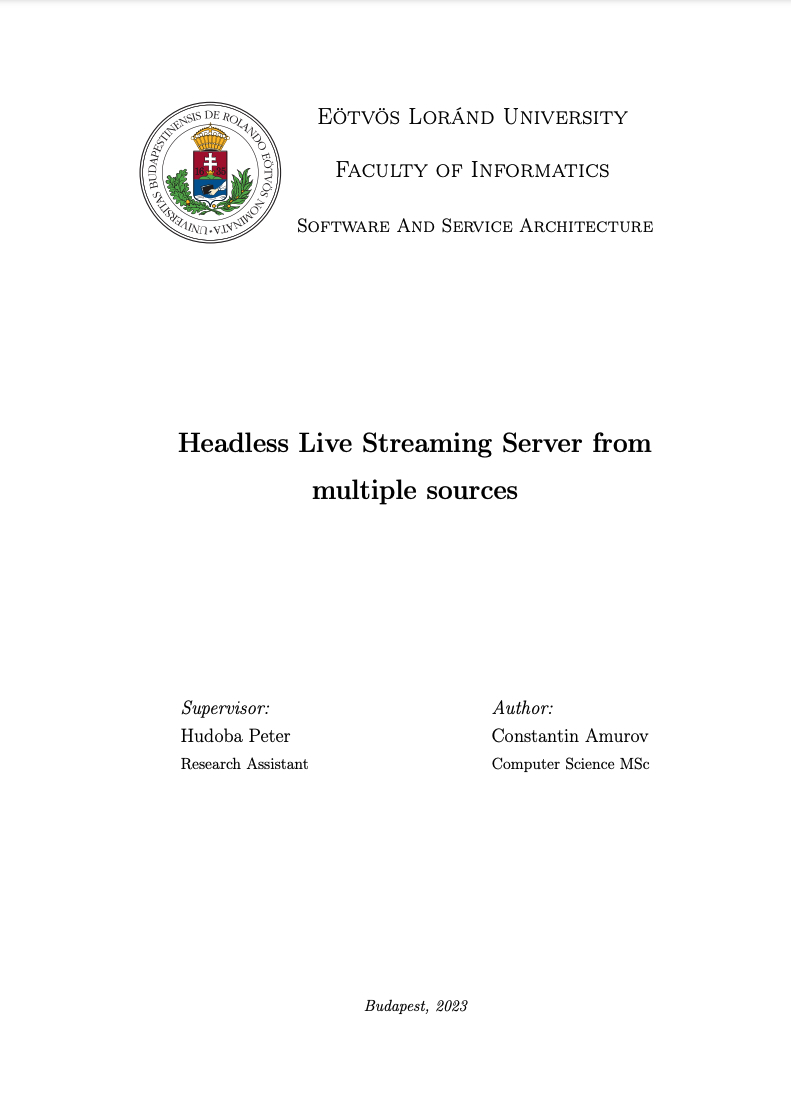 UNIVERSITAS BUDAPESTINENSIS DE ROLANDO EÖTVÖS NOMINATA
Eötvös Loránd University
Faculty of Informatics
Software And Service Architecture
Headless Live Streaming Server from
multiple sources
Supervisor:
Hudoba Peter
Research Assistant
Author:
Constantin Amurov
Computer Science MSc
Budapest, 2023